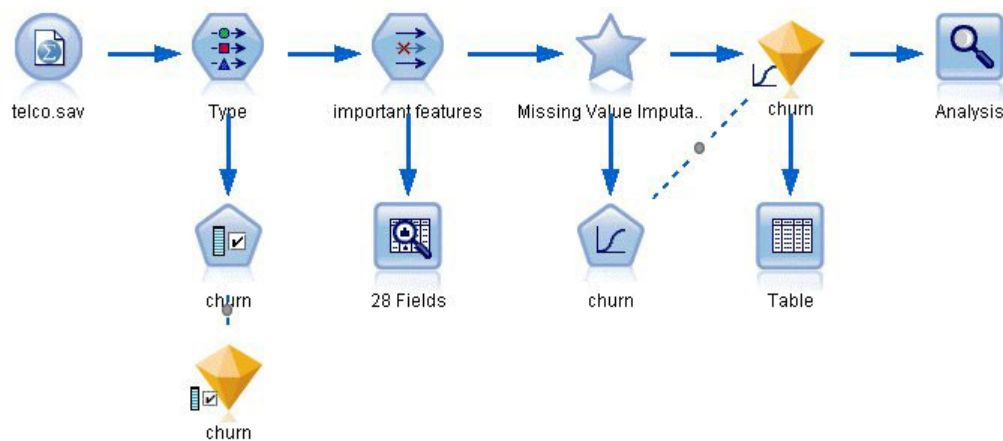 telco.sav
Type
important features
Missing Value Imputa..
churn
Analysis
churn
28 Fields
churn
Table
churn